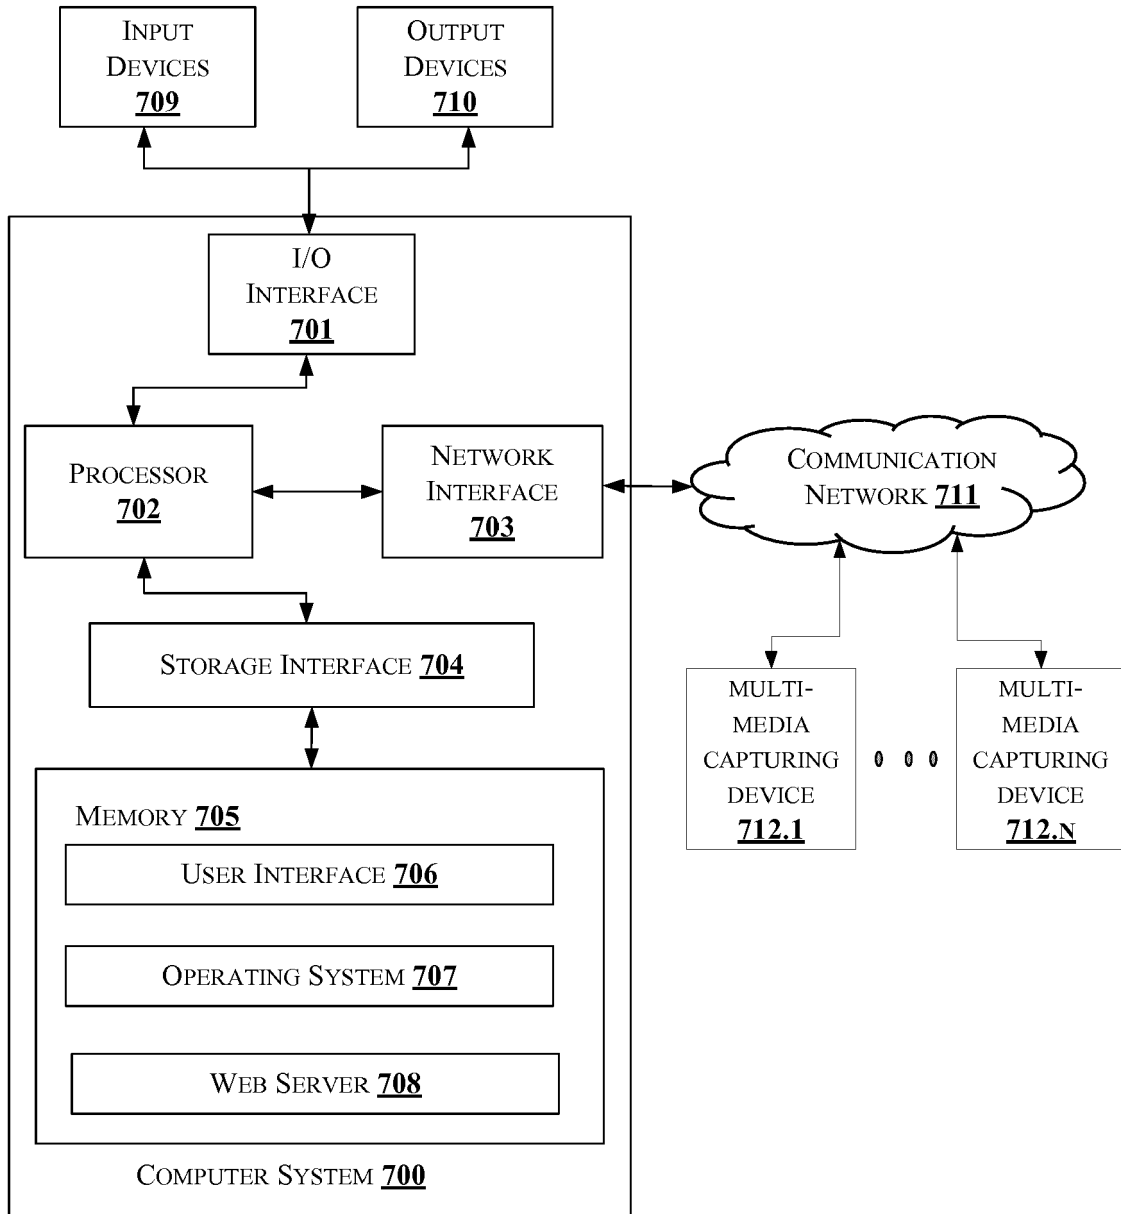 INPUT
DEVICES
709
OUTPUT
DEVICES
710
I/O
INTERFACE
701
PROCESSOR
702
NETWORK
INTERFACE
703
COMMUNICATION
NETWORK 711
STORAGE INTERFACE 704
MULTI-
MEDIA
CAPTURING
DEVICE
712.1
MULTI-
MEDIA
CAPTURING
DEVICE
712.N
MEMORY 705
USER INTERFACE 706
OPERATING SYSTEM 707
WEB SERVER 708
COMPUTER SYSTEM 700